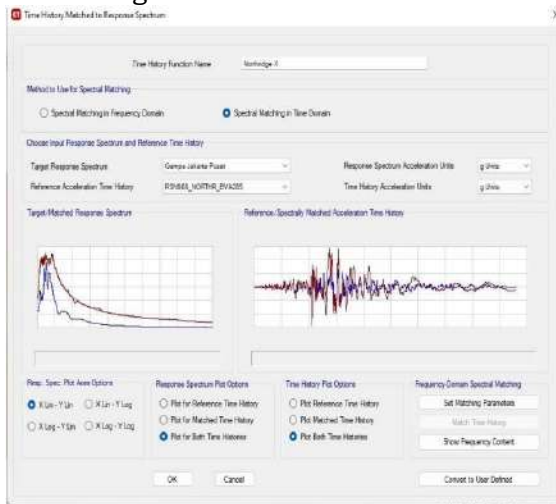 Time History Matched to Response Spectrum
Time History Function Name
Method to Use for Spectral Matching
Spectral Matching in Frequency Domain
Spectral Matching in Time Domain
Choose Input Response Spectrum and Reference Time History
Target Response Spectrum
Gempa Jakarta Pusat
Response Spectrum Acceleration Units
g Units
Reference Acceleration Time History
Time History Acceleration Units
g Units
Target/Matched Response Spectrum
Reference/Spectrally Matched Acceleration Time History
Resp. Spec. Plot Axes Options
X Lin - Y Lin
X Lin - Y Log
X Log - Y Lin
X Log - Y Log
Response Spectrum Plot Options
Plot for Reference Time History
Plot for Matched Time History
Plot for Both Time Histories
Time History Plot Options
Plot Reference Time History
Plot Matched Time History
Plot Both Time Histories
Frequency-Domain Spectral Matching
Set Matching Parameters
Match Time History
Show Frequency Content
OK
Cancel
Convert to User Defined